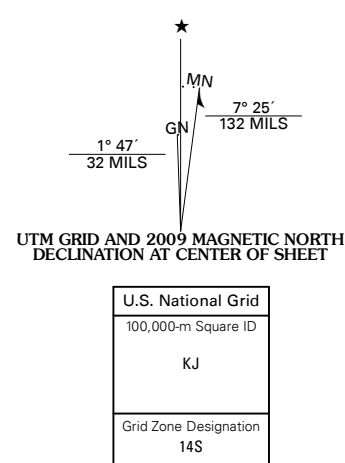 ★
MN
GN
7° 25´
132 MILS
1° 47´
32 MILS
UTM GRID AND 2009 MAGNETIC NORTH
DECLINATION AT CENTER OF SHEET
U.S. National Grid
100,000-m Square ID
KJ
Grid Zone Designation
14S